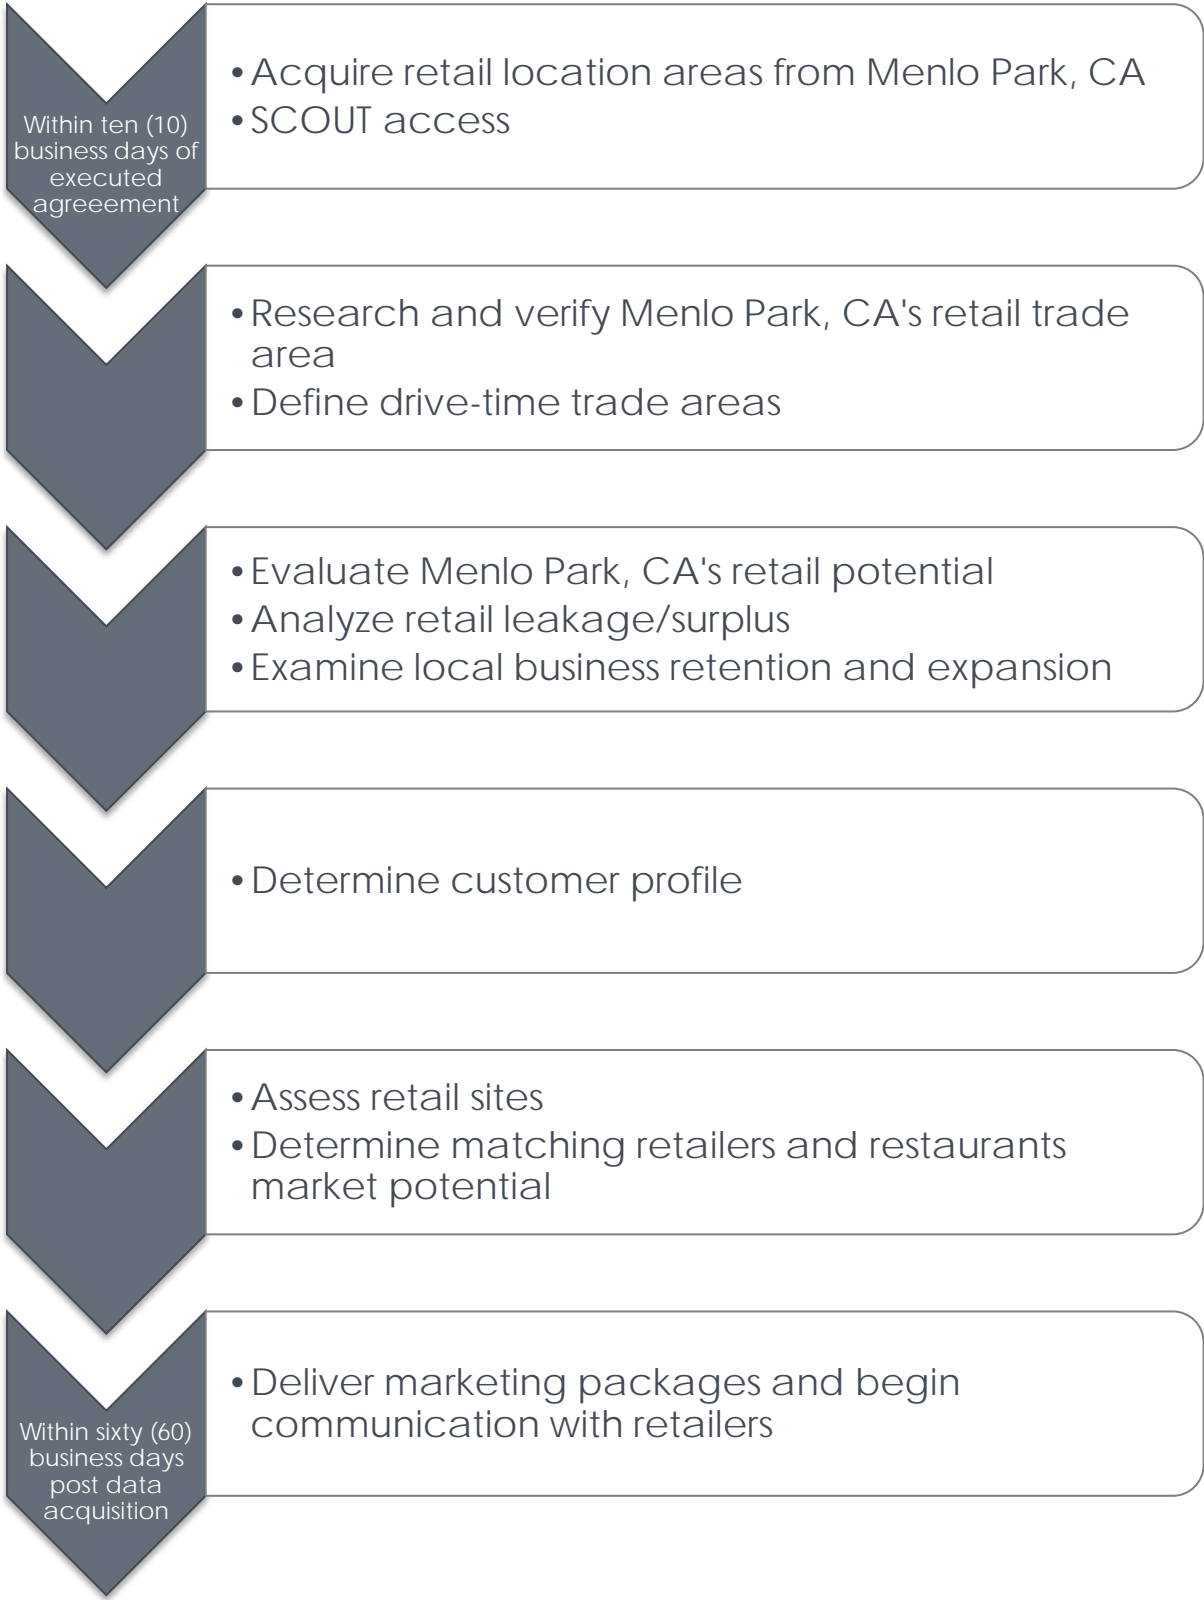 Within ten (10)
business days of
executed
agreeement
•Acquire retail location areas from Menlo Park, CA
•SCOUT access
•Research and verify Menlo Park, CA's retail trade
area
•Define drive-time trade areas
•Evaluate Menlo Park, CA's retail potential
•Analyze retail leakage/surplus
•Examine local business retention and expansion
•Determine customer profile
•Assess retail sites
•Determine matching retailers and restaurants
market potential
Within sixty (60)
business days
post data
acquisition
•Deliver marketing packages and begin
communication with retailers